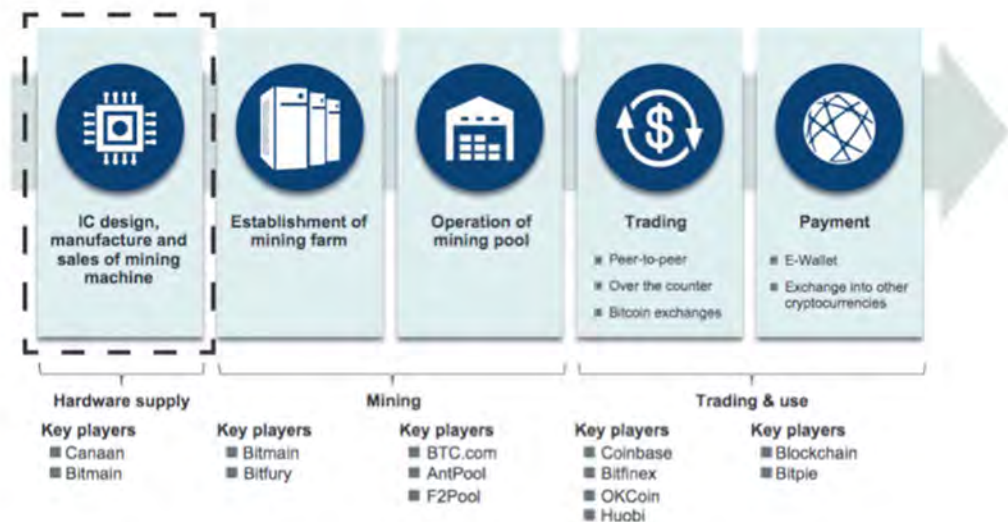 IC design,
manufacture and
sales of mining
machine
Establishment of
mining farm
Operation of
mining pool
Trading
Peer-to-peer
Over the counter
Bitcoin exchanges
Payment
E-Wallet
Exchange into other
cryptocurrencies
Hardware supply
Mining
Trading & use
Key players
Canaan
Bitmain
Key players
Bitmain
Bitfury
Key players
BTC.com
AntPool
F2Pool
Key players
Coinbase
Bitfinex
OKCoin
Huobi
Key players
Blockchain
Bitpie